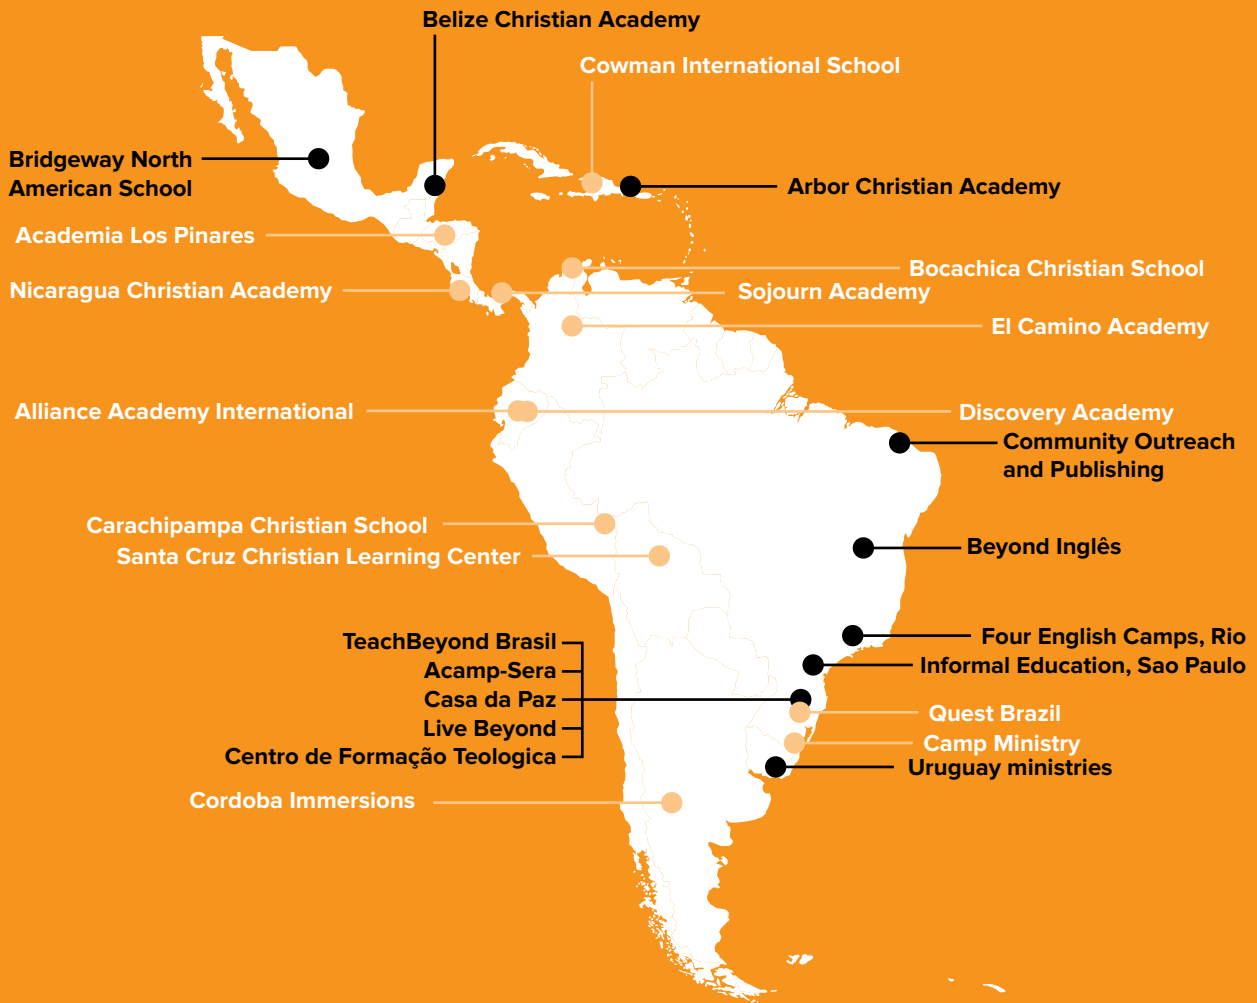 Belize Christian Academy
Cowman International School
Bridgeway North
American School
Arbor Christian Academy
Academia Los Pinares
Bocachica Christian School
Nicaragua Christian Academy
Sojourn Academy
El Camino Academy
Alliance Academy International
Discovery Academy
Community Outreach
and Publishing
Carachipampa Christian School
Beyond Inglês
Santa Cruz Christian Learning Center
TeachBeyond Brasil
Acamp-Sera
Casa da Paz
Live Beyond
Centro de Formação Teologica
Four English Camps, Rio
Informal Education, Sao Paulo
Quest Brazil
Camp Ministry
Uruguay ministries
Cordoba Immersions